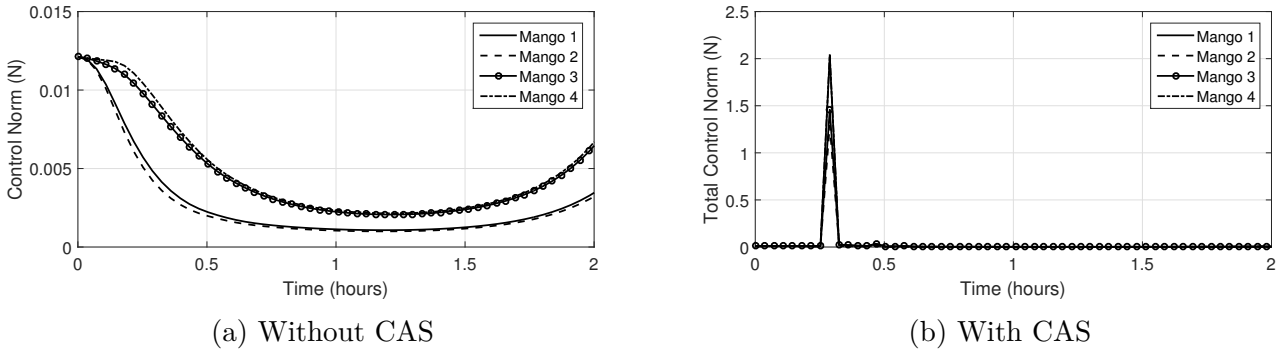 0.015
0.01
0.005
0
Control Norm (N)
0
0.5
1
1.5
2
Time (hours)
Mango 1
Mango 2
Mango 3
Mango 4
(a) Without CAS
2.5
2
1.5
1
0.5
0
Total Control Norm (N)
0
0.5
1
1.5
2
Time (hours)
Mango 1
Mango 2
Mango 3
Mango 4
(b) With CAS